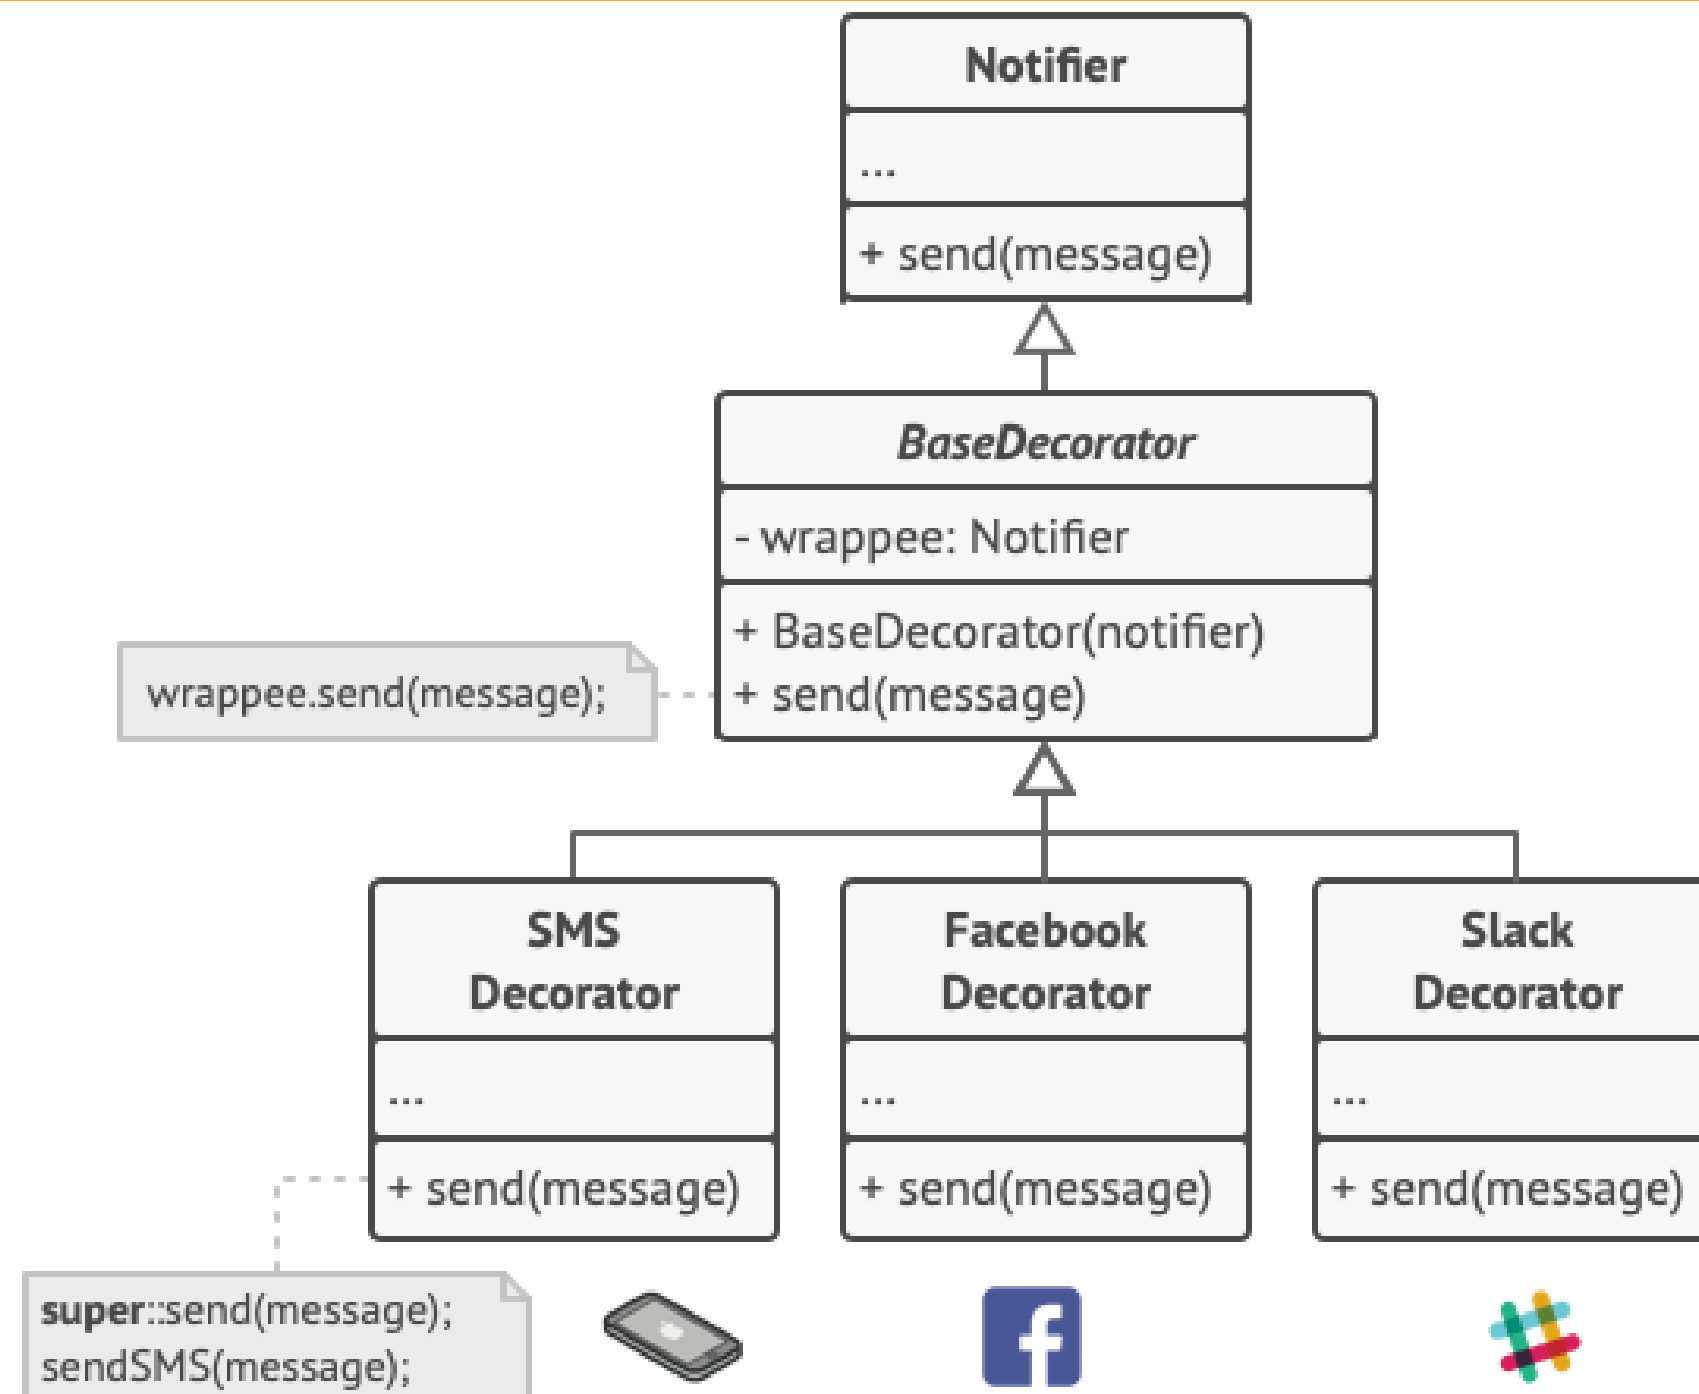 Notifier
...
+ send(message)
BaseDecorator
- wrappee: Notifier
+ BaseDecorator(notifier)
+ send(message)
wrappee.send(message);
SMS
Decorator
...
+ send(message)
Facebook
Decorator
...
+ send(message)
Slack
Decorator
...
+ send(message)
super::send(message);
sendSMS(message);